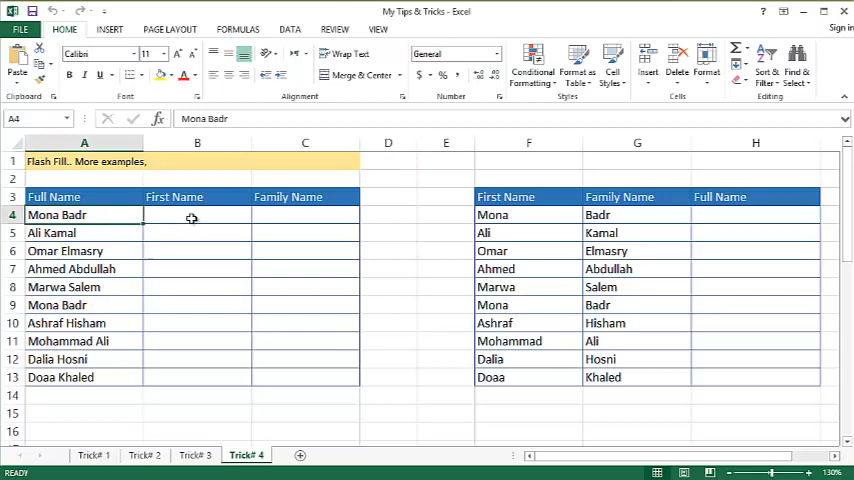 My Tips & Tricks - Excel
Sign in
FILE HOME INSERT PAGE LAYOUT FORMULAS DATA REVIEW VIEW
Calibri 11 Wrap Text General
Paste B I U Merge & Center $ % Conditional Formatting Format as Table Cell Styles Insert Delete Format Sort & Filter Find & Select
Clipboard Font Alignment Number Styles Cells Editing
A4 fx Mona Badr
A B C D E F G H
1 Flash Fill.. More examples,
2
3 Full Name First Name Family Name First Name Family Name Full Name
4 Mona Badr Mona Badr
5 Ali Kamal Ali Kamal
6 Omar Elmasry Omar Elmasry
7 Ahmed Abdullah Ahmed Abdullah
8 Marwa Salem Marwa Salem
9 Mona Badr Mona Badr
10 Ashraf Hisham Ashraf Hisham
11 Mohammad Ali Mohammad Ali
12 Dalia Hosni Dalia Hosni
13 Doaa Khaled Doaa Khaled
14
15
16
Trick# 1 Trick# 2 Trick# 3 Trick# 4
READY 130%